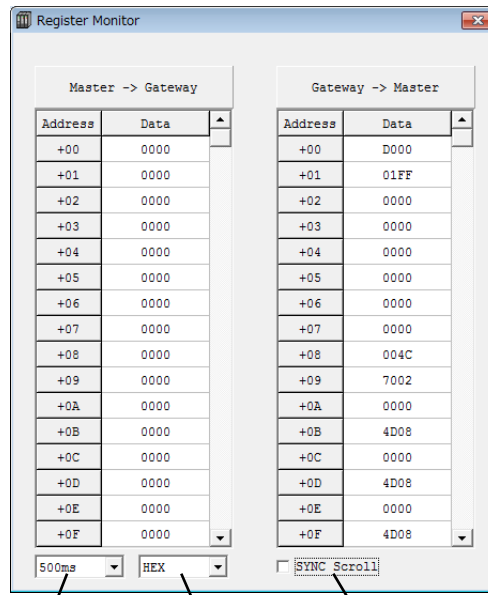 Register Monitor
Master -> Gateway
Address Data
+00 0000
+01 0000
+02 0000
+03 0000
+04 0000
+05 0000
+06 0000
+07 0000
+08 0000
+09 0000
+0A 0000
+0B 0000
+0C 0000
+0D 0000
+0E 0000
+0F 0000
500ms
HEX
Gateway -> Master
Address Data
+00 D000
+01 01FF
+02 0000
+03 0000
+04 0000
+05 0000
+06 0000
+07 0000
+08 004C
+09 7002
+0A 0000
+0B 4D08
+0C 0000
+0D 4D08
+0E 0000
+0F 4D08
SYNC Scroll